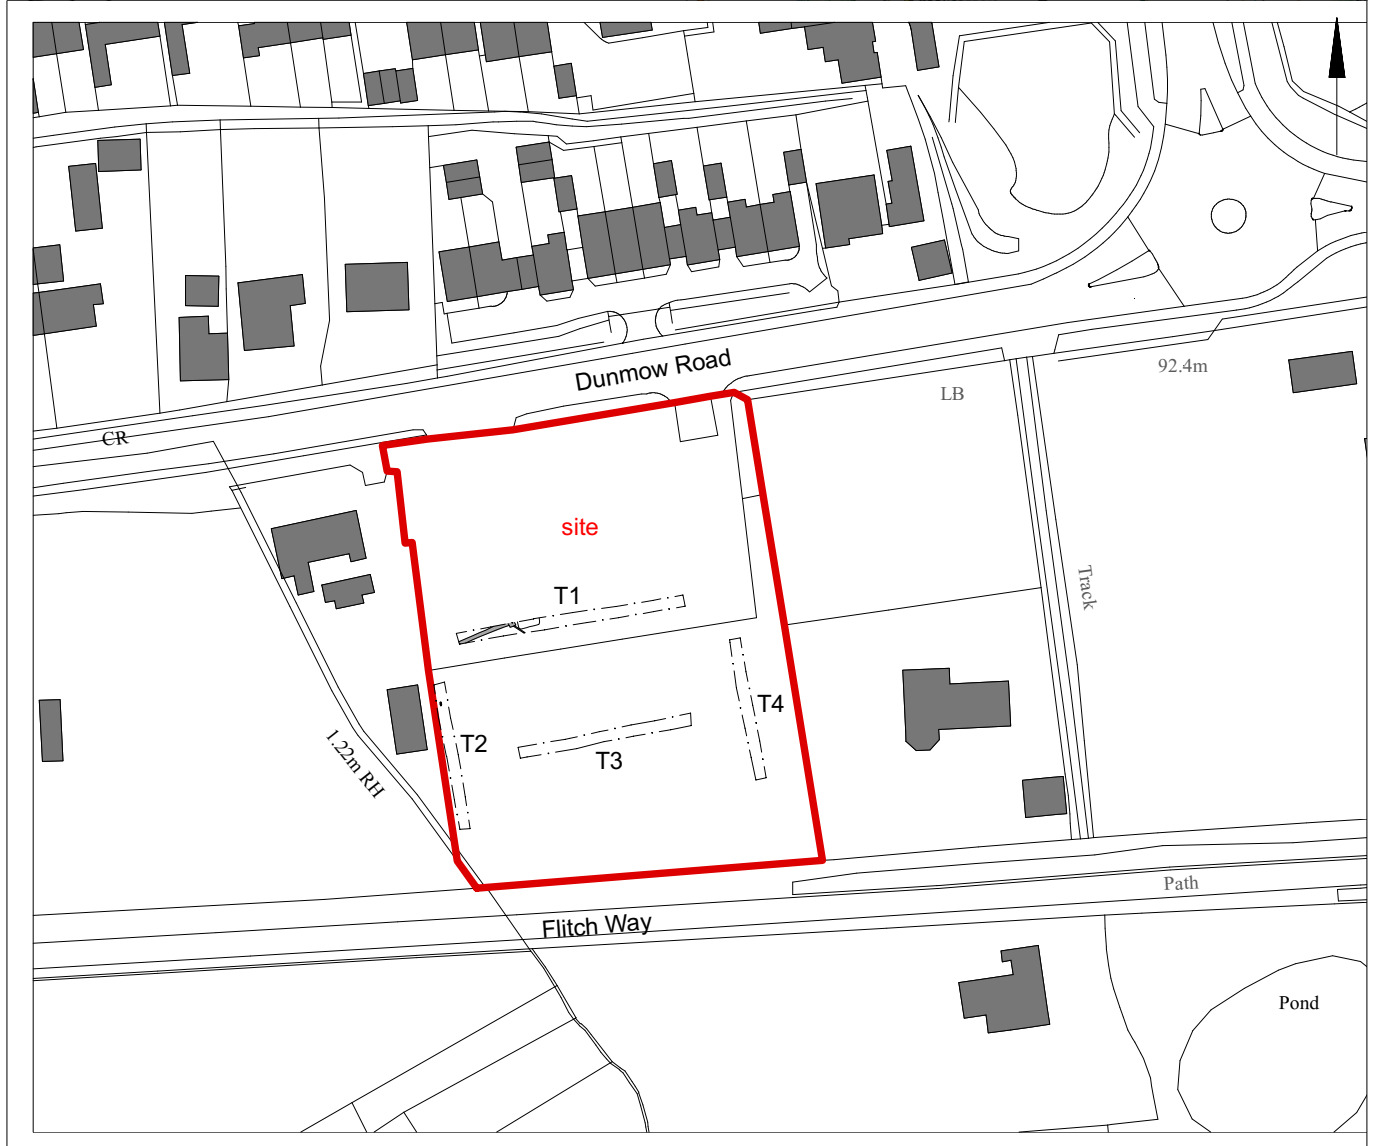 Dunmow Road
92.4m
LB
CR
site
Track
T1
T4
T2
T3
1.22m RH
Path
Flitch Way
Pond